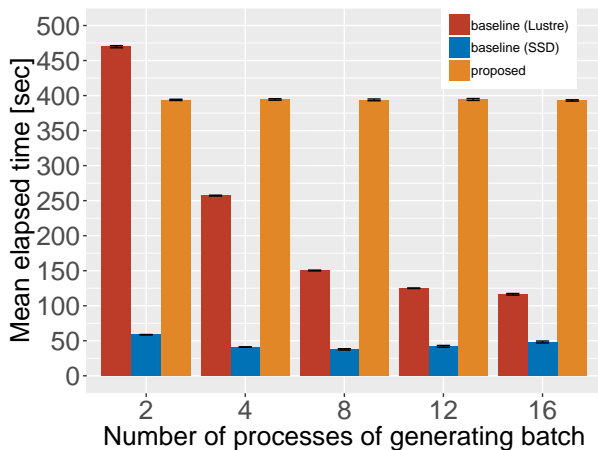 baseline (Lustre)
baseline (SSD)
proposed
Mean elapsed time [sec]
500
450
400
350
300
250
200
150
100
50
0
2 4 8 12 16
Number of processes of generating batch